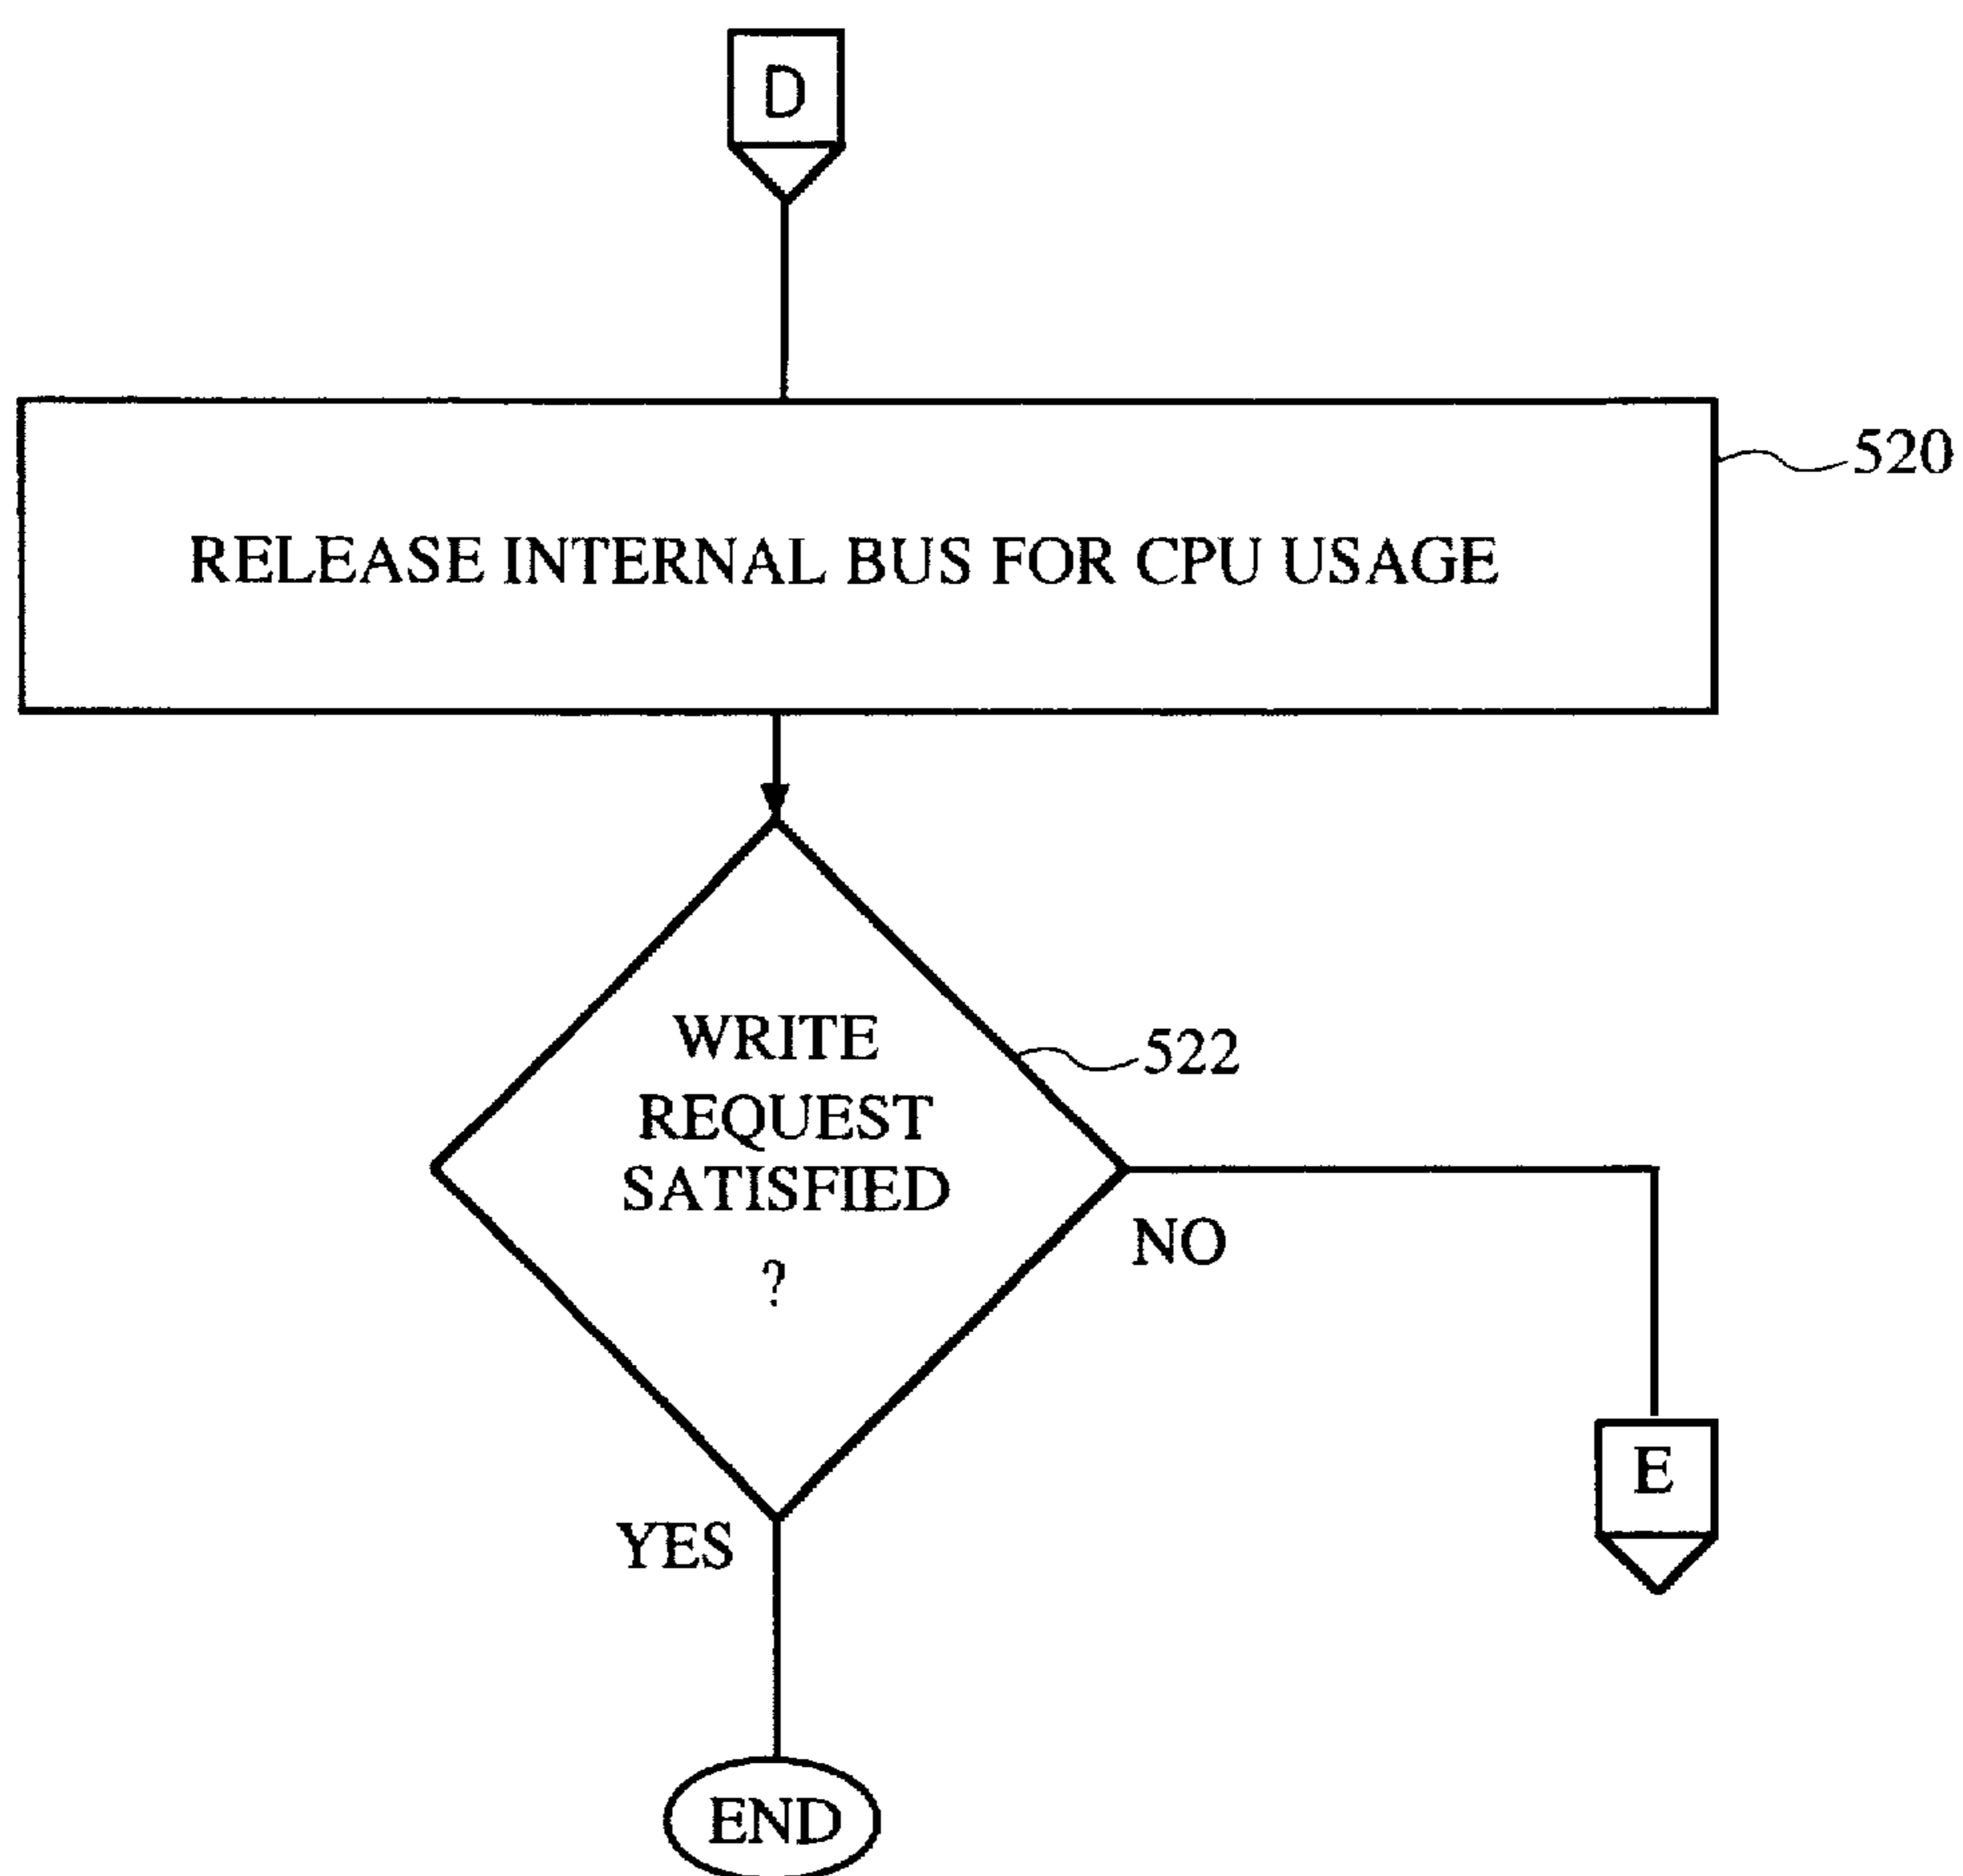 D
520
RELEASE INTERNAL BUS FOR CPU USAGE
WRITE
522
REQUEST
SATISFIED
?
NO
E
YES
END